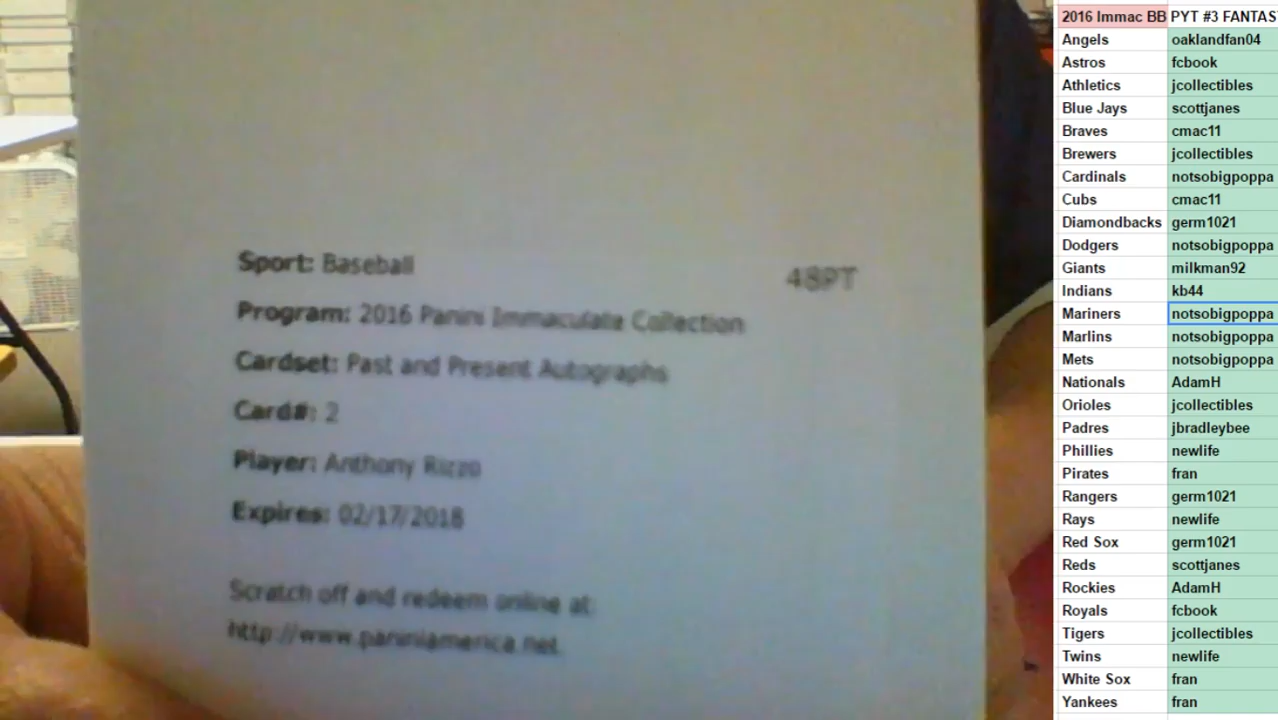 Sport: Baseball
48PT
Program: 2016 Panini Immaculate Collection
Cardset: Past and Present Autographs
Card#: 2
Player: Anthony Rizzo
Expires: 02/17/2018
Scratch off and redeem online at:
http://www.paniniamerica.net.
2016 Immac BB PYT #3 FANTAS
Angels oaklandfan04
Astros fcbook
Athletics jcollectibles
Blue Jays scottjanes
Braves cmac11
Brewers jcollectibles
Cardinals notsobigpoppa
Cubs cmac11
Diamondbacks germ1021
Dodgers notsobigpoppa
Giants milkman92
Indians kb44
Mariners notsobigpoppa
Marlins notsobigpoppa
Mets notsobigpoppa
Nationals AdamH
Orioles jcollectibles
Padres jbradleybee
Phillies newlife
Pirates fran
Rangers germ1021
Rays newlife
Red Sox germ1021
Reds scottjanes
Rockies AdamH
Royals fcbook
Tigers jcollectibles
Twins newlife
White Sox fran
Yankees fran